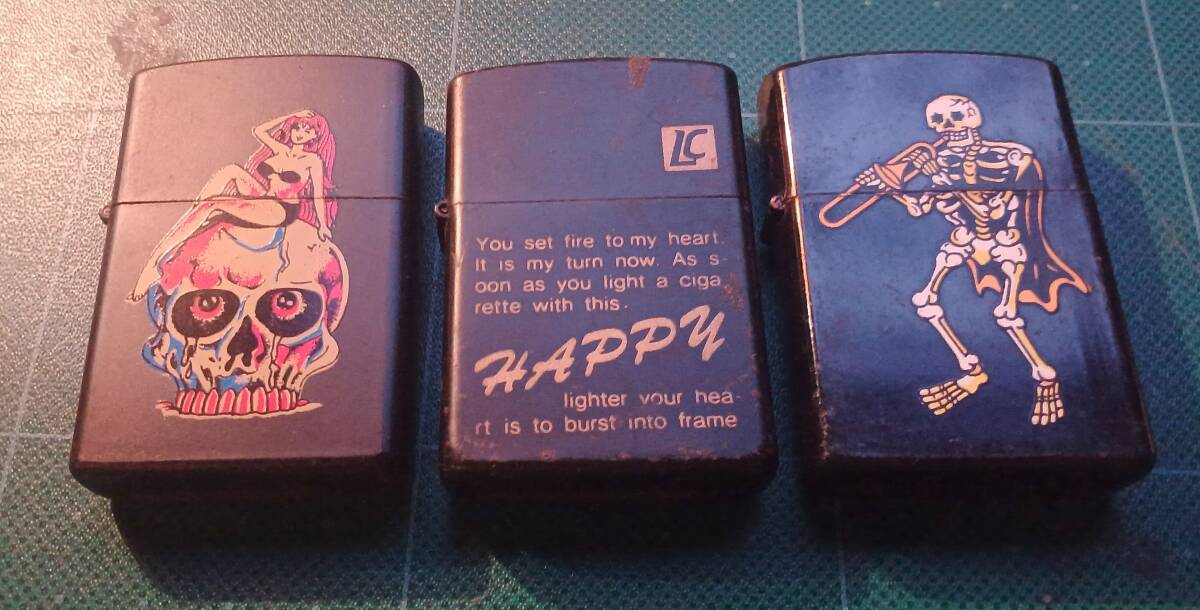 LC
You set fire to my heart.
It is my turn now. As s-
oon as you light a ciga
rette with this.
HAPPY
lighter your hea-
rt is to burst into frame